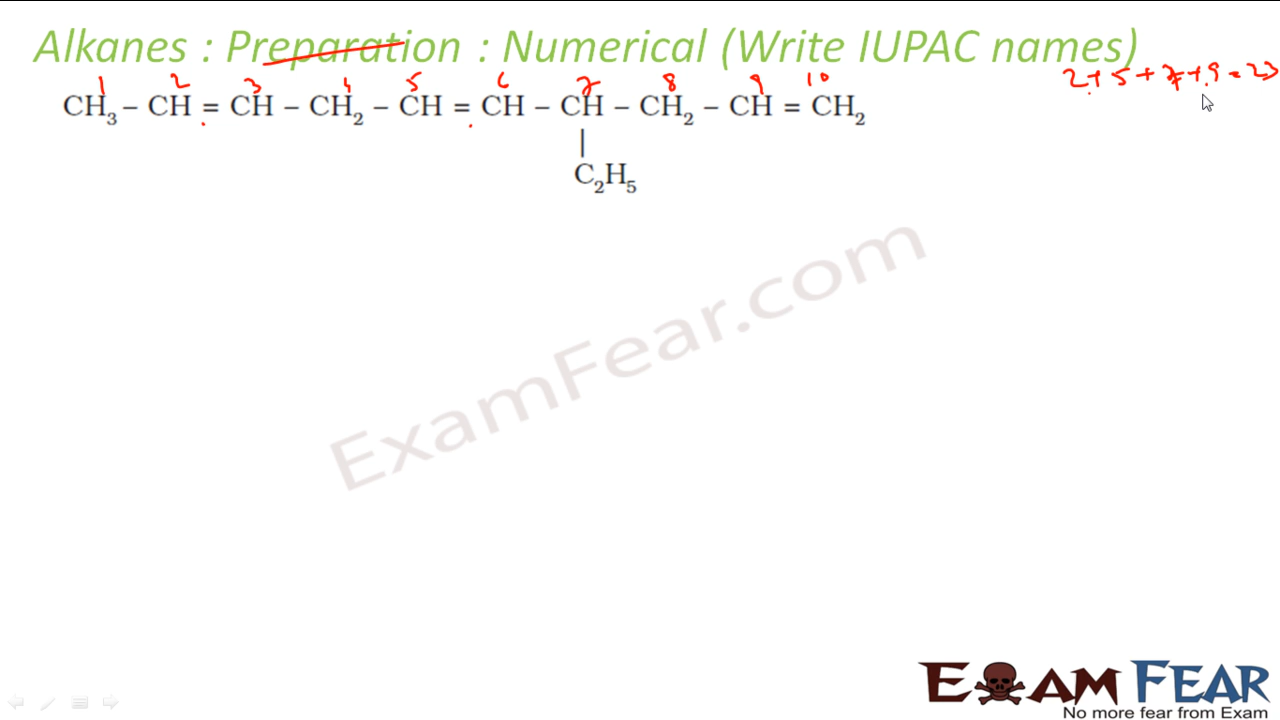 Alkanes : Preparation : Numerical (Write IUPAC names)
2 + 5 + 7 + 9 = 23
1 2 3 4 5 6 7 8 9 10
CH₃ – CH = CH – CH₂ – CH = CH – CH – CH₂ – CH = CH₂
|
C₂H₅
ExamFear.com
EXAM FEAR
No more fear from Exam